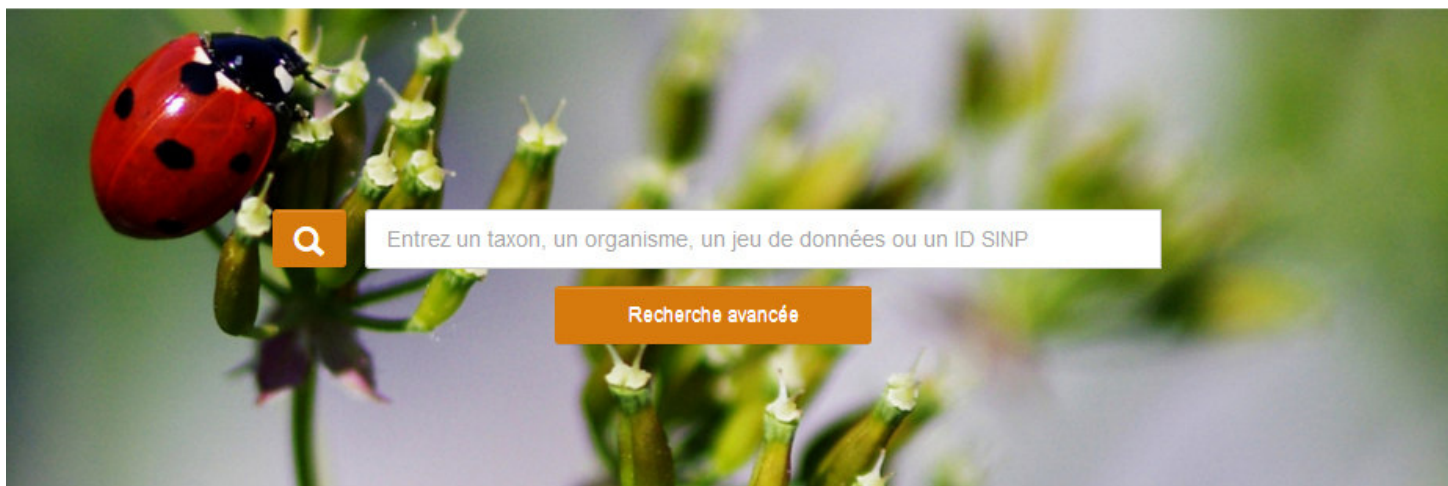 Entrez un taxon, un organisme, un jeu de données ou un ID SINP
Recherche avancée